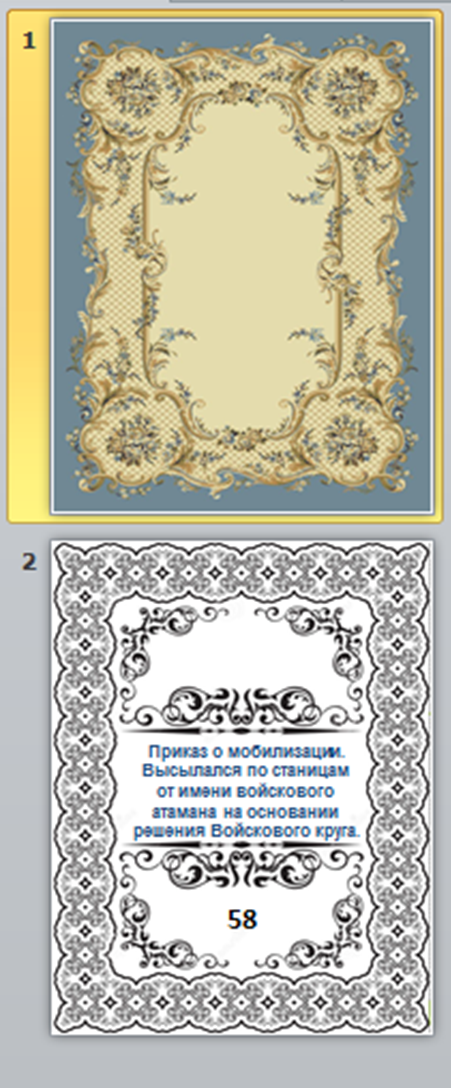 1
2
Приказ о мобилизации.
Высылался по станицам
от имени войскового
атамана на основании
решения Войскового круга.
58